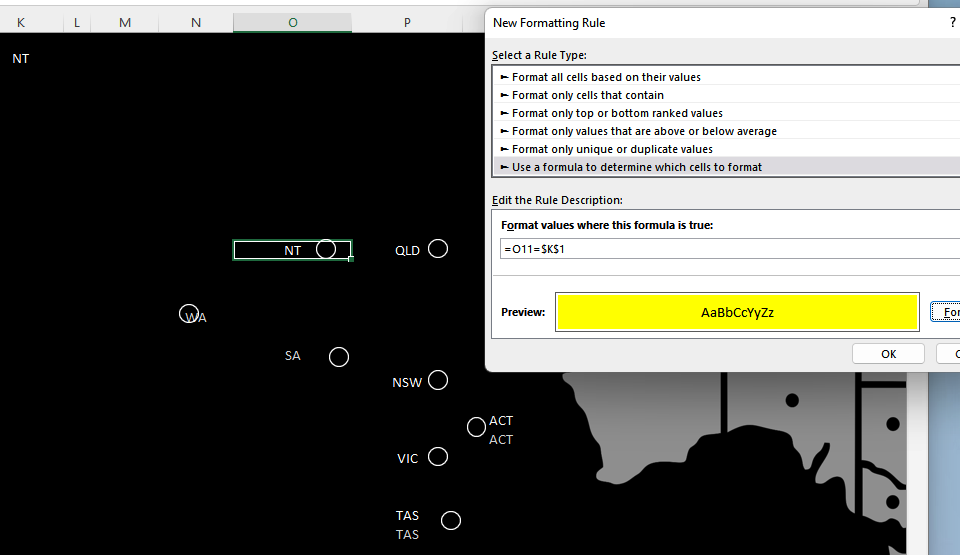 K L M N O P
NT
NT
QLD
WA
SA
NSW
ACT
ACT
VIC
TAS
TAS
New Formatting Rule ?
Select a Rule Type:
► Format all cells based on their values
► Format only cells that contain
► Format only top or bottom ranked values
► Format only values that are above or below average
► Format only unique or duplicate values
► Use a formula to determine which cells to format
Edit the Rule Description:
Format values where this formula is true:
=O11=$K$1
Preview:
AaBbCcYyZz
For
OK